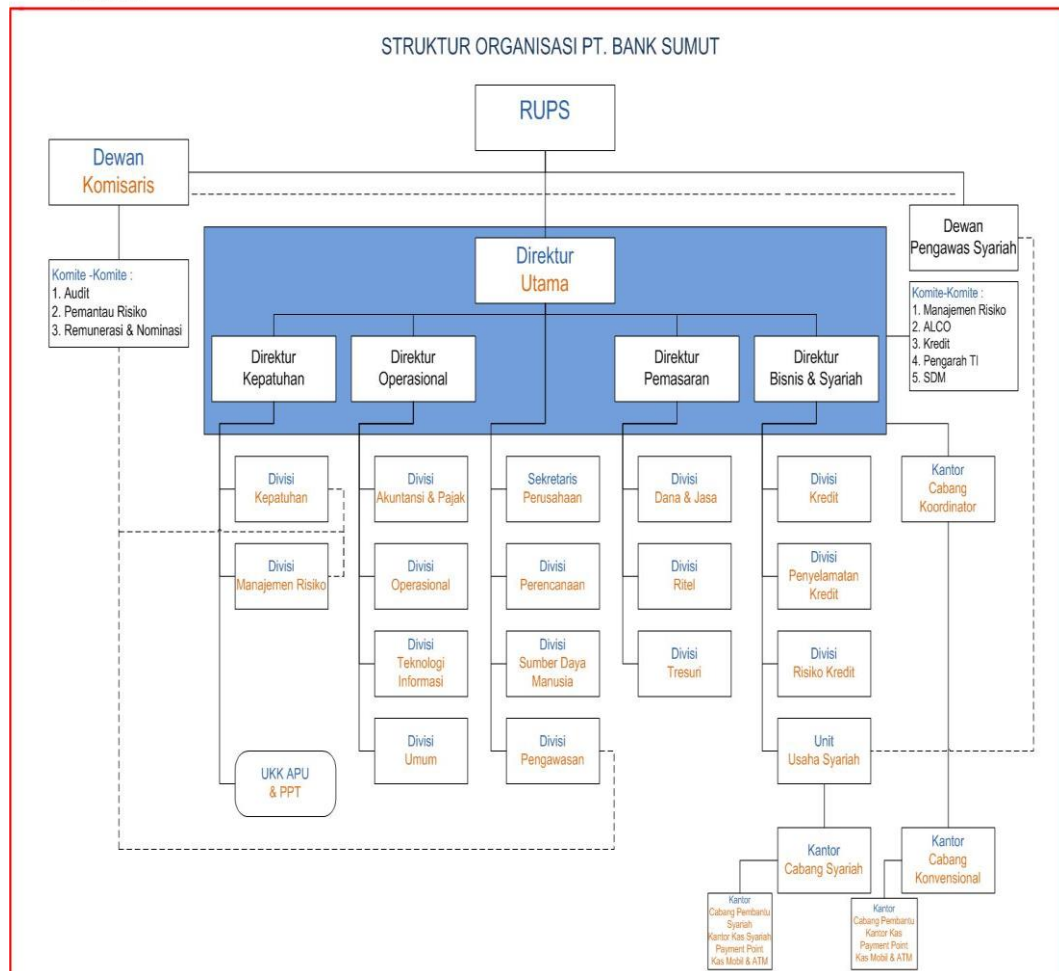 STRUKTUR ORGANISASI PT. BANK SUMUT
RUPS
Dewan
Komisaris
Dewan
Pengawas Syariah
Direktur
Utama
Komite -Komite :
1. Audit
2. Pemantau Risiko
3. Remunerasi & Nominasi
Komite-Komite :
1. Manajemen Risiko
2. ALCO
3. Kredit
4. Pengarah TI
5. SDM
Direktur
Kepatuhan
Direktur
Operasional
Direktur
Pemasaran
Direktur
Bisnis & Syariah
Divisi
Kepatuhan
Divisi
Akuntansi & Pajak
Sekretaris
Perusahaan
Divisi
Dana & Jasa
Divisi
Kredit
Kantor
Cabang
Koordinator
Divisi
Manajemen Risiko
Divisi
Operasional
Divisi
Perencanaan
Divisi
Ritel
Divisi
Penyelamatan
Kredit
Divisi
Teknologi
Informasi
Divisi
Sumber Daya
Manusia
Divisi
Tresuri
Divisi
Risiko Kredit
UKK APU
& PPT
Divisi
Umum
Divisi
Pengawasan
Unit
Usaha Syariah
Kantor
Cabang Syariah
Kantor
Cabang
Konvensional
Kantor
Cabang Pembantu
Syariah
Kantor Kas Syariah
Payment Point
Kas Mobil & ATM
Kantor
Cabang Pembantu
Kantor Kas
Payment Point
Kas Mobil & ATM